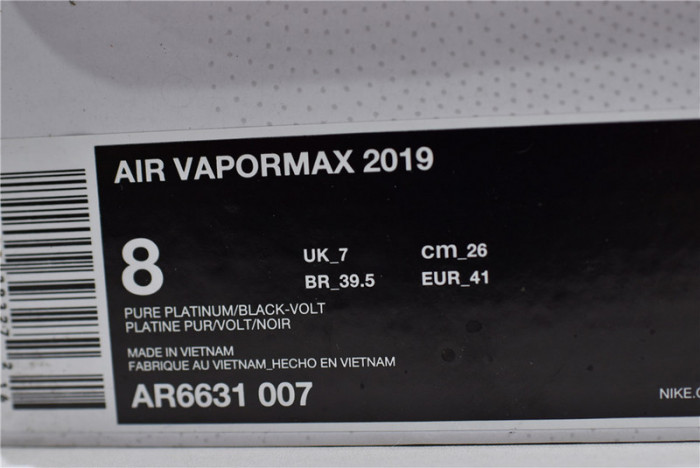 AIR VAPORMAX 2019
8
UK_7 cm_26
BR_39.5 EUR_41
PURE PLATINUM/BLACK-VOLT
PLATINE PUR/VOLT/NOIR
MADE IN VIETNAM
FABRIQUE AU VIETNAM_HECHO EN VIETNAM
AR6631 007